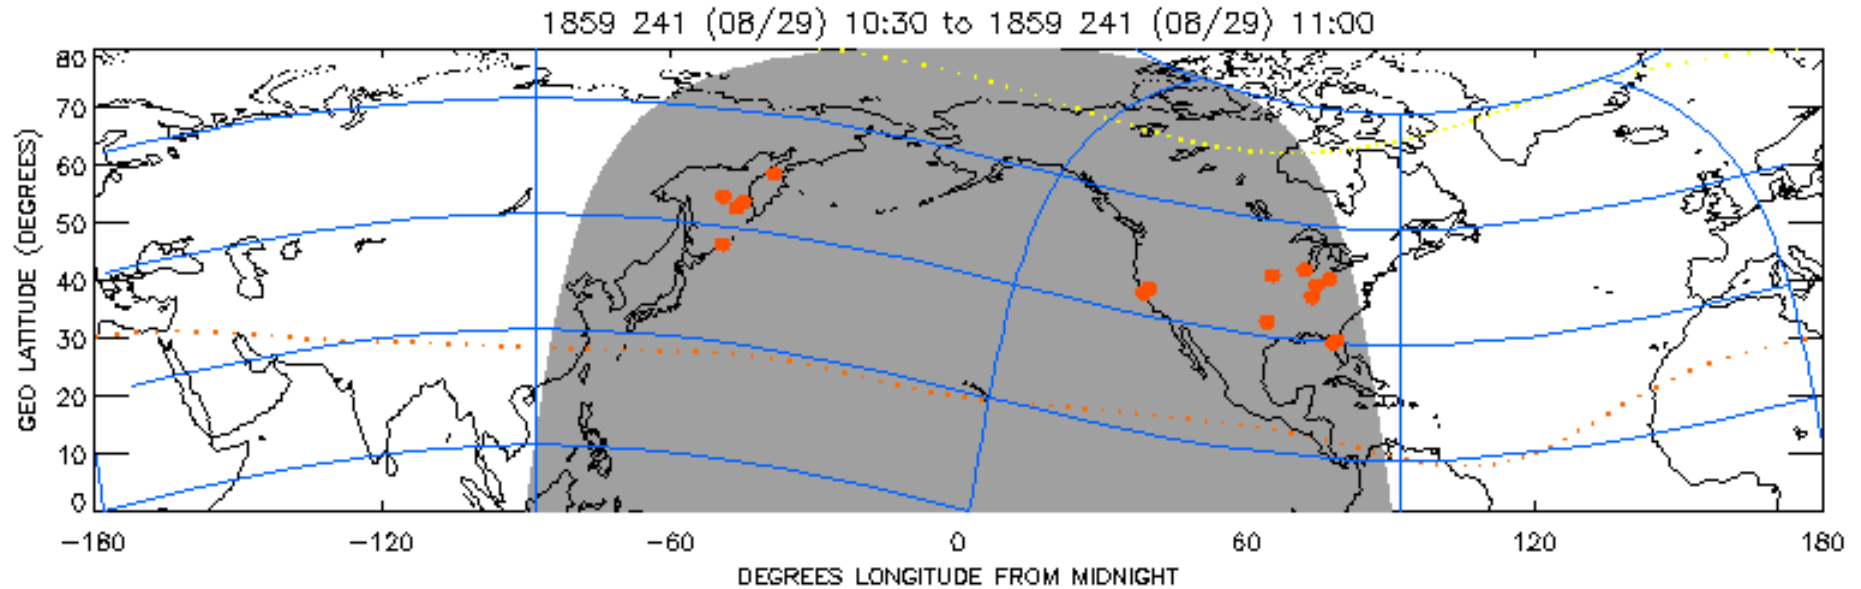 1859 241 (08/29) 10:30 to 1859 241 (08/29) 11:00
80
70
60
50
40
30
20
10
0
GEO LATITUDE (DEGREES)
-180 -120 -60 0 60 120 180
DEGREES LONGITUDE FROM MIDNIGHT